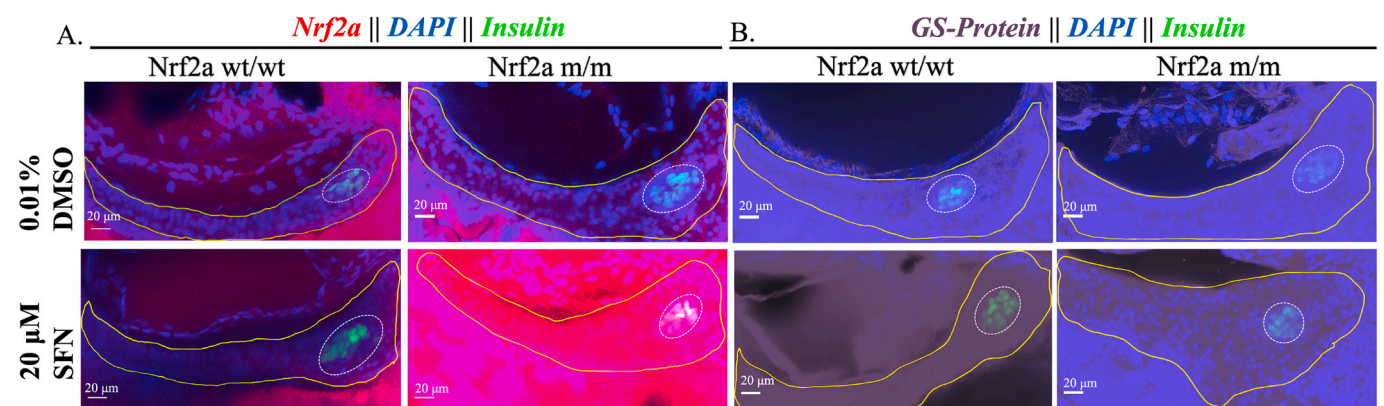 A. Nrf2a || DAPI || Insulin B. GS-Protein || DAPI || Insulin
Nrf2a wt/wt Nrf2a m/m Nrf2a wt/wt Nrf2a m/m
0.01% DMSO
20 μm 20 μm 20 μm 20 μm
20 μM SFN
20 μm 20 μm 20 μm 20 μm